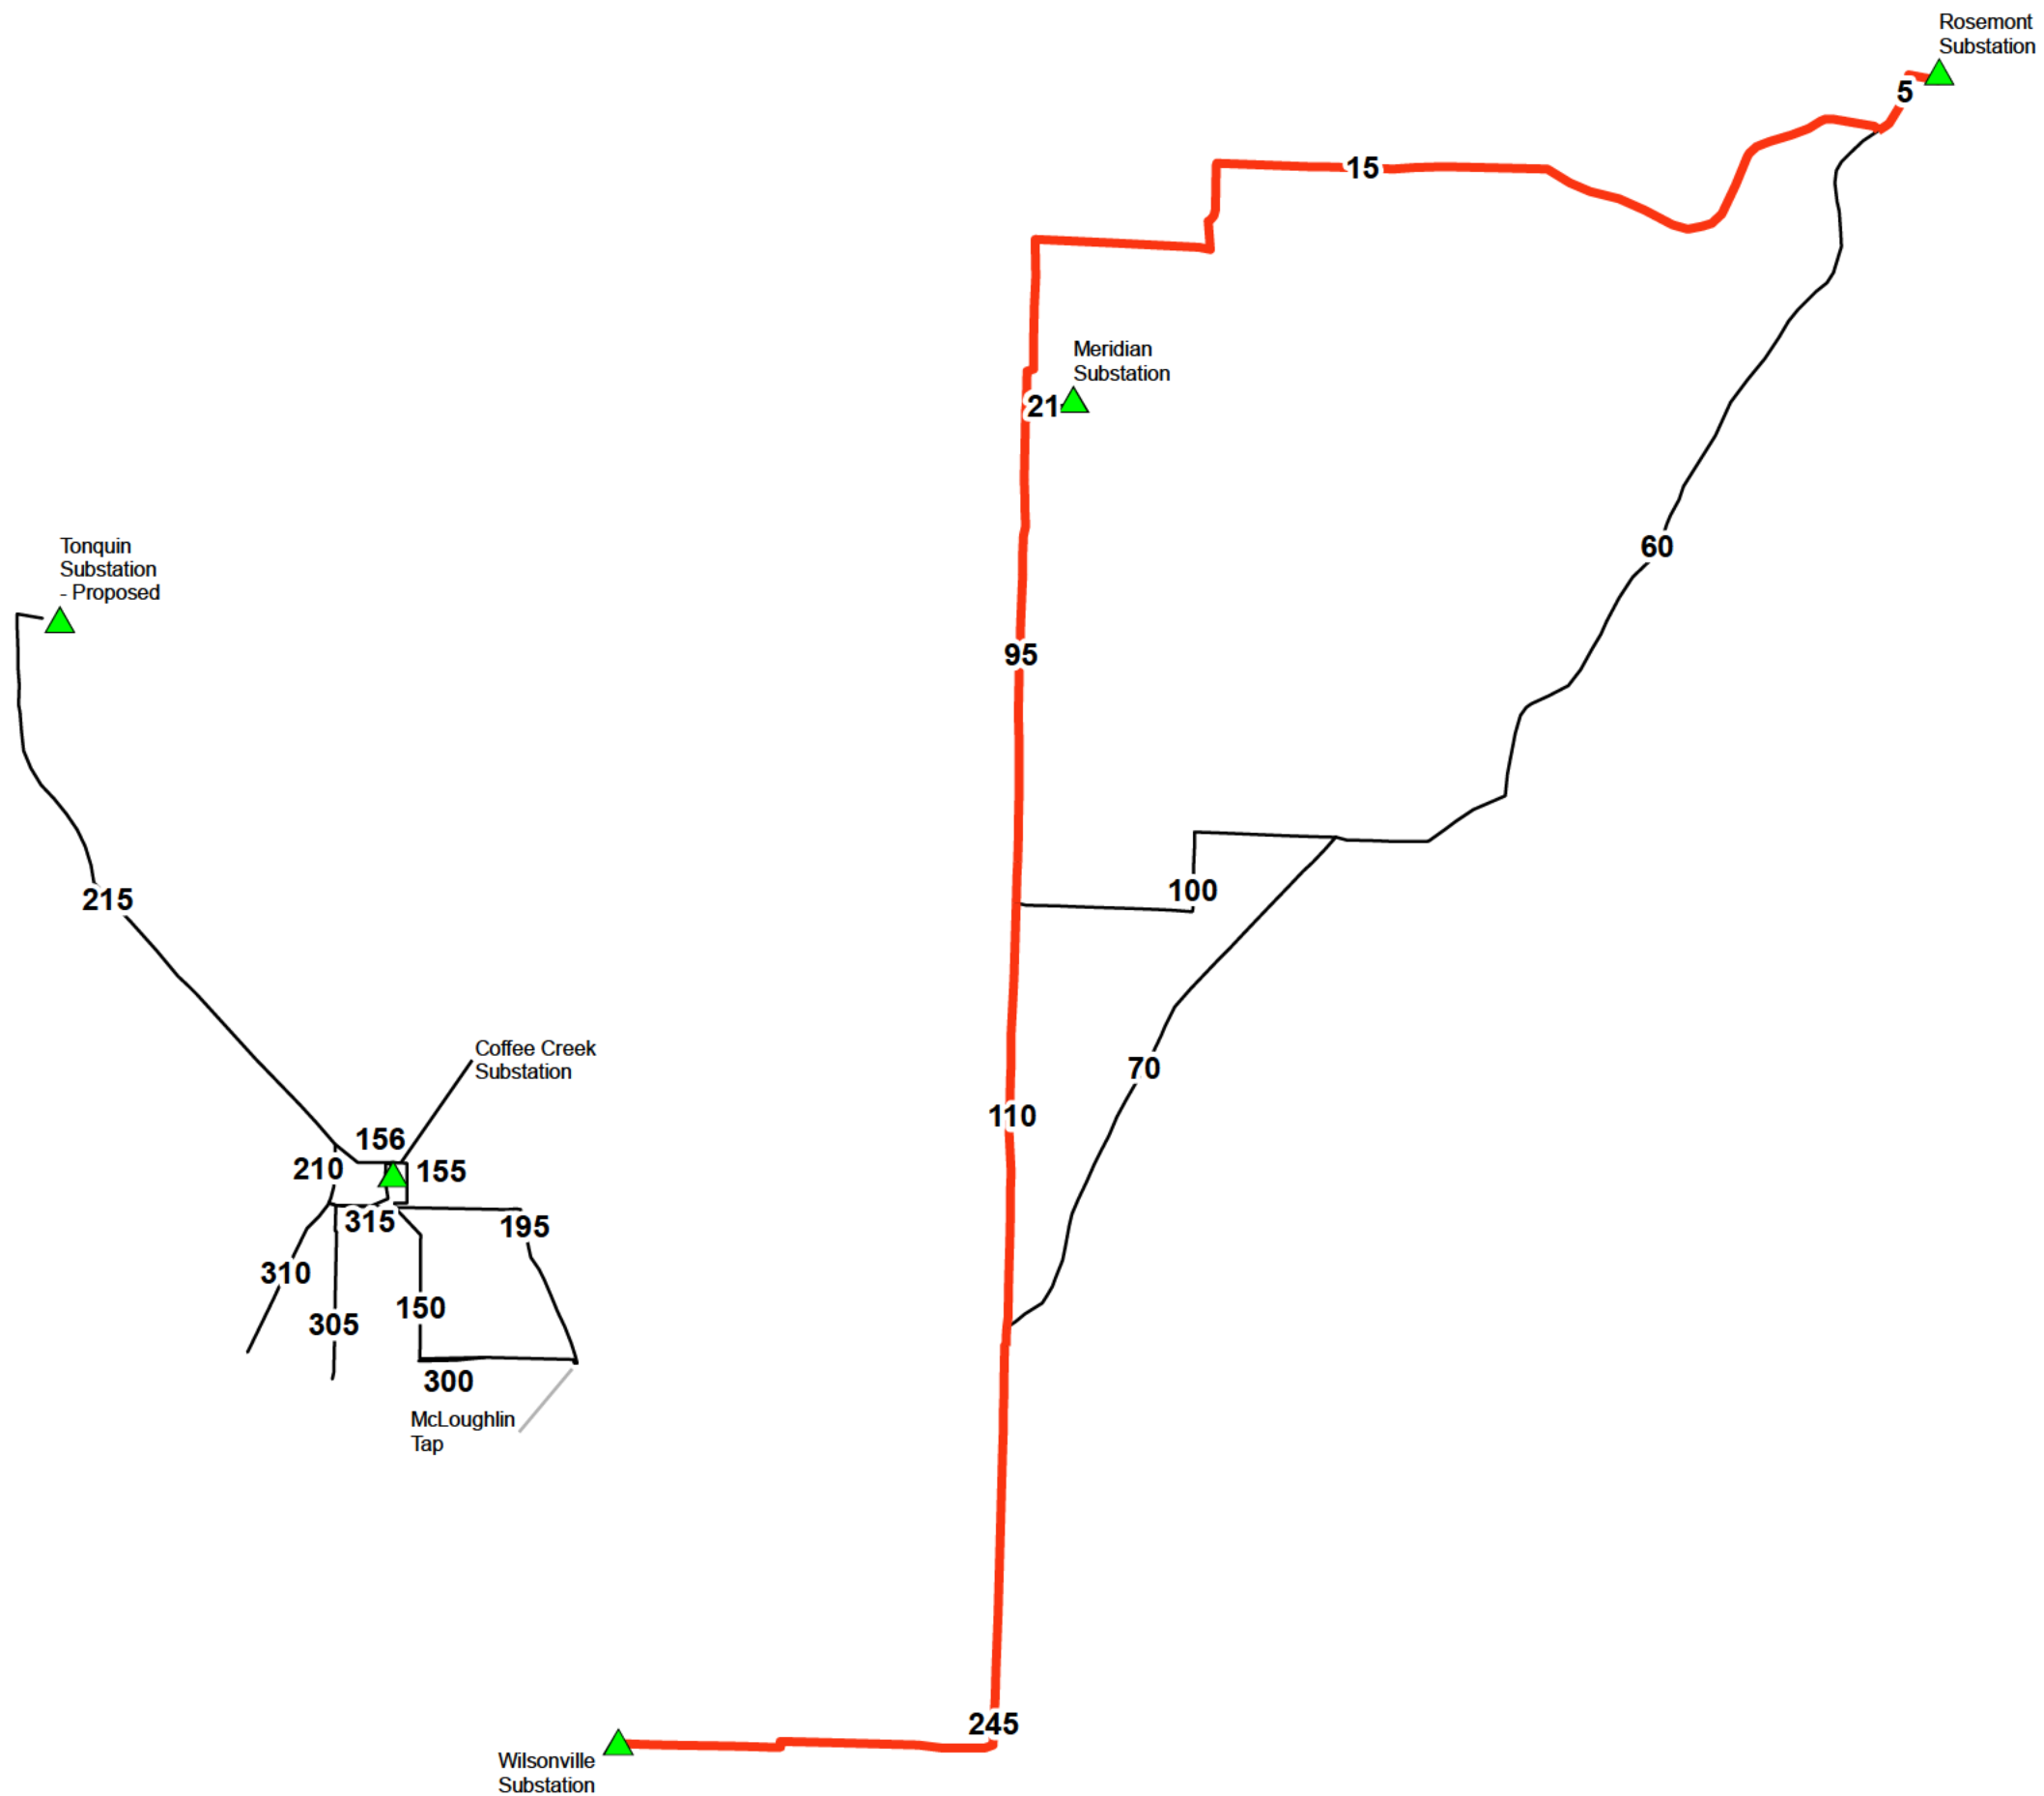 Rosemont
Substation
5
15
Meridian
Substation
21
Tonquin
Substation
- Proposed
60
95
100
215
Coffee Creek
Substation
70
110
156
210
155
315
195
310
150
305
300
McLoughlin
Tap
245
Wilsonville
Substation